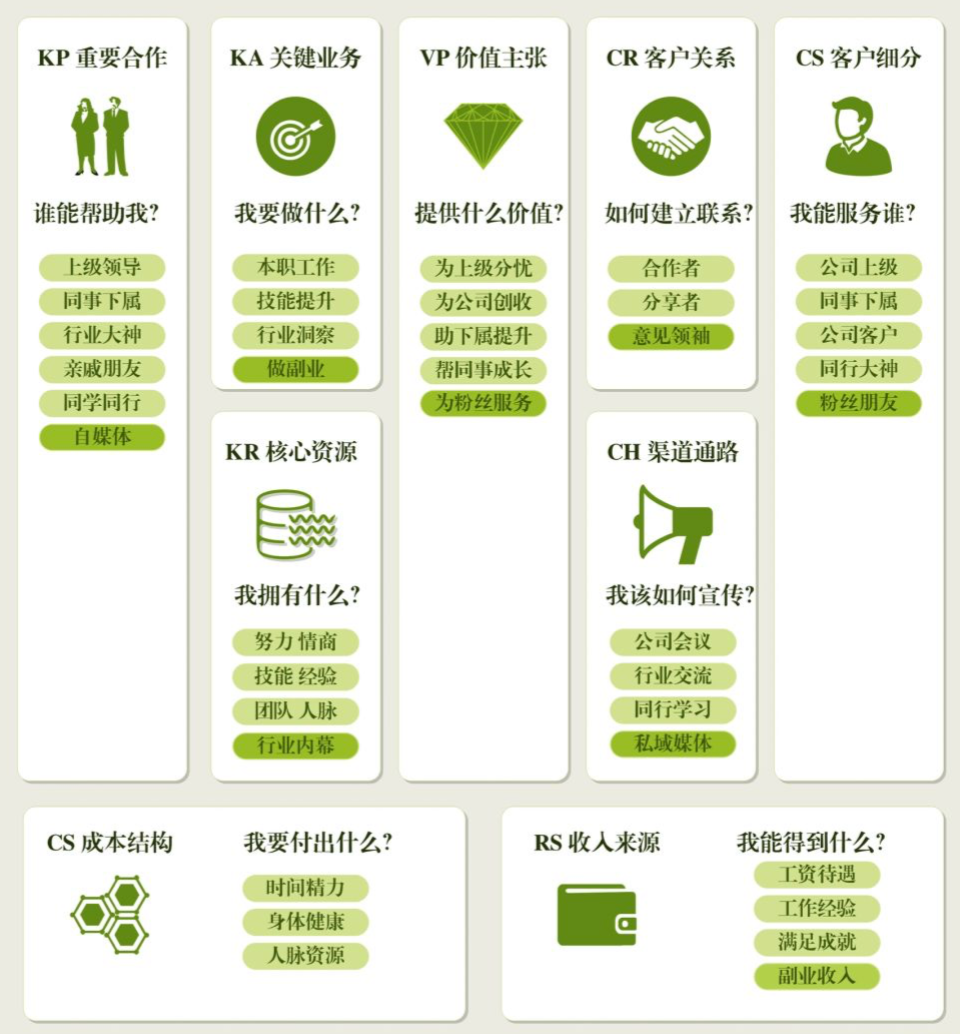 KP 重要合作
谁能帮助我?
上级领导
同事下属
行业大神
亲戚朋友
同学同行
自媒体
KA 关键业务
我要做什么?
本职工作
技能提升
行业洞察
做副业
KR 核心资源
我拥有什么?
努力 情商
技能 经验
团队 人脉
行业内幕
VP 价值主张
提供什么价值?
为上级分忧
为公司创收
助下属提升
帮同事成长
为粉丝服务
CR 客户关系
如何建立联系?
合作者
分享者
意见领袖
CH 渠道通路
我该如何宣传?
公司会议
行业交流
同行学习
私域媒体
CS 客户细分
我能服务谁?
公司上级
同事下属
公司客户
同行大神
粉丝朋友
CS 成本结构
我要付出什么?
时间精力
身体健康
人脉资源
RS 收入来源
我能得到什么?
工资待遇
工作经验
满足成就
副业收入